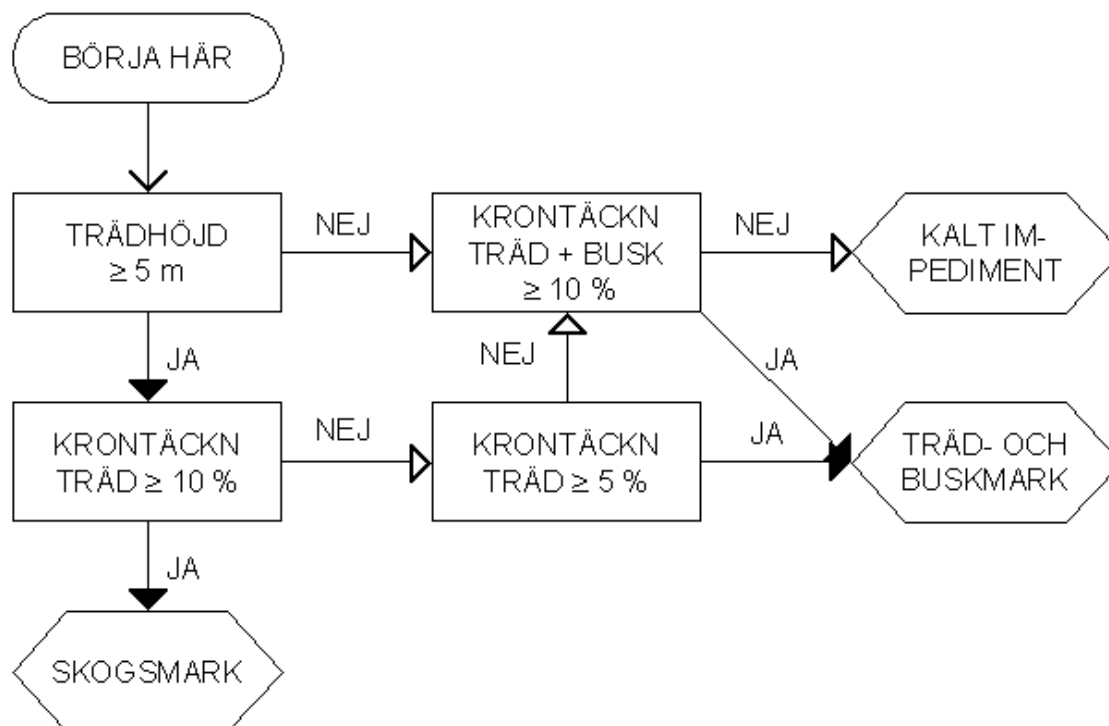 BÖRJA HÄR
TRÄDHÖJD
≥ 5 m
NEJ
KRONTÄCKN
TRÄD + BUSK
≥ 10 %
NEJ
KALT IM-
PEDIMENT
JA
NEJ
JA
KRONTÄCKN
TRÄD ≥ 10 %
NEJ
KRONTÄCKN
TRÄD ≥ 5 %
JA
TRÄD- OCH
BUSKMARK
JA
SKOGSMARK